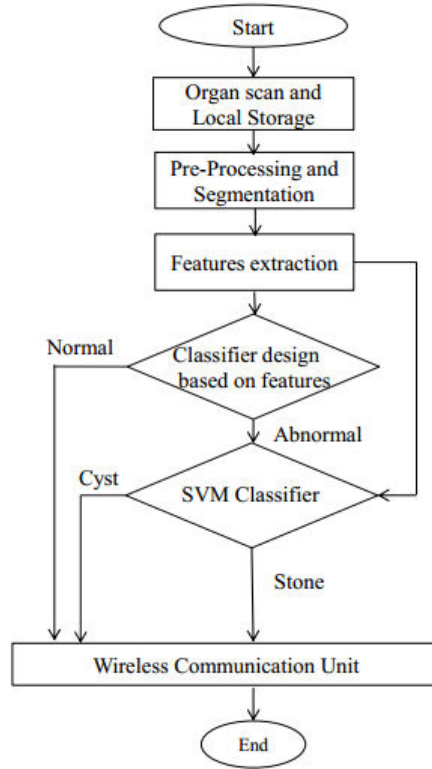 Start
Organ scan and
Local Storage
Pre-Processing and
Segmentation
Features extraction
Normal
Classifier design
based on features
Abnormal
Cyst
SVM Classifier
Stone
Wireless Communication Unit
End